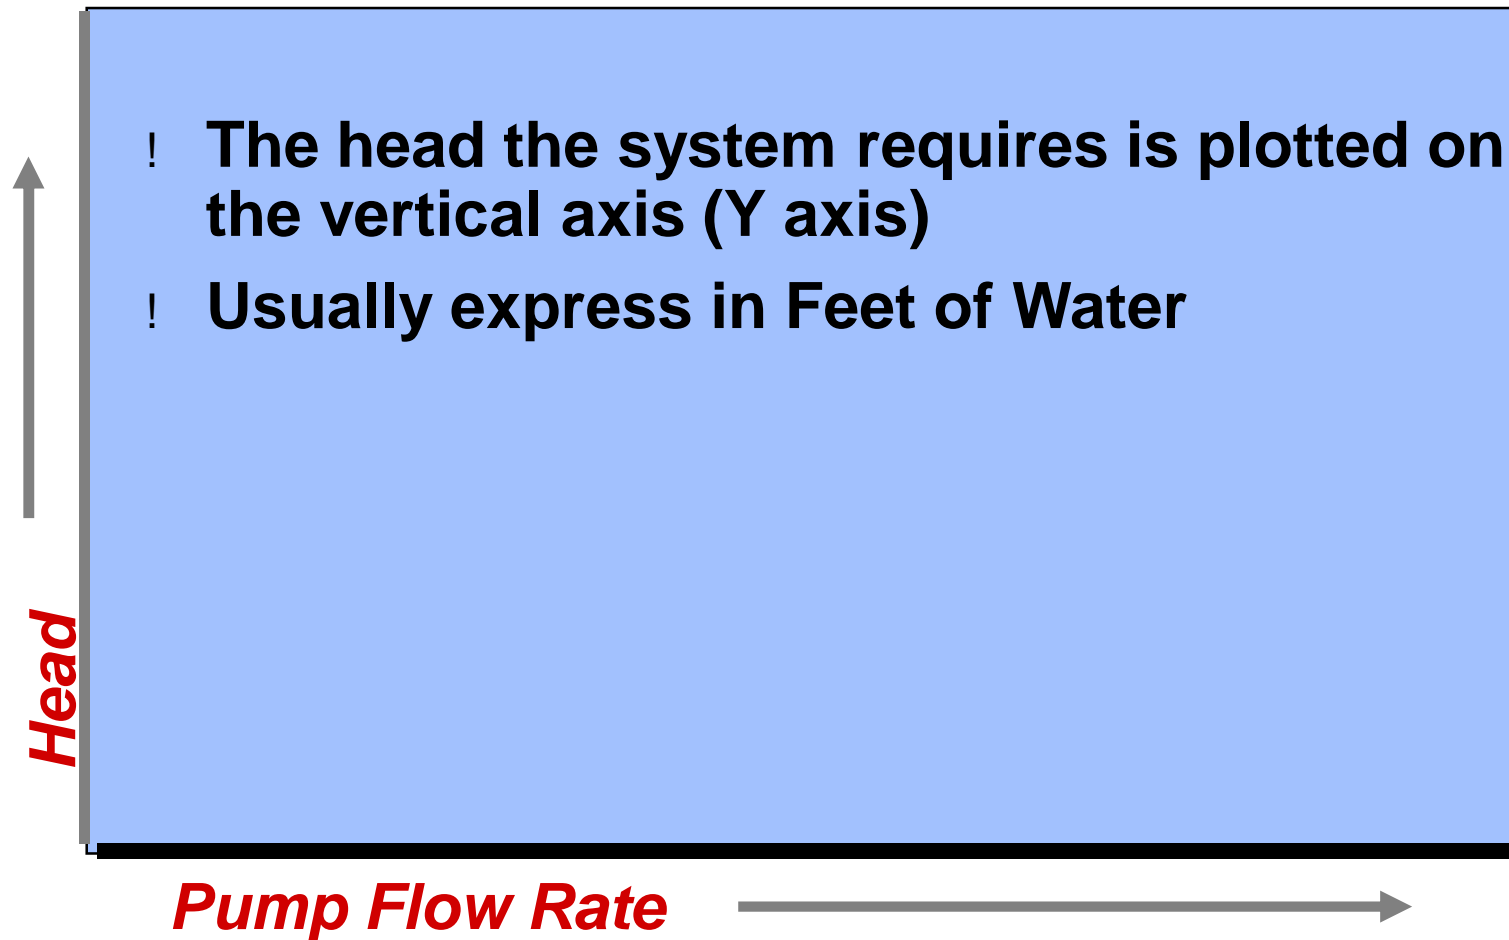 ! The head the system requires is plotted on
the vertical axis (Y axis)
! Usually express in Feet of Water
Head
Pump Flow Rate